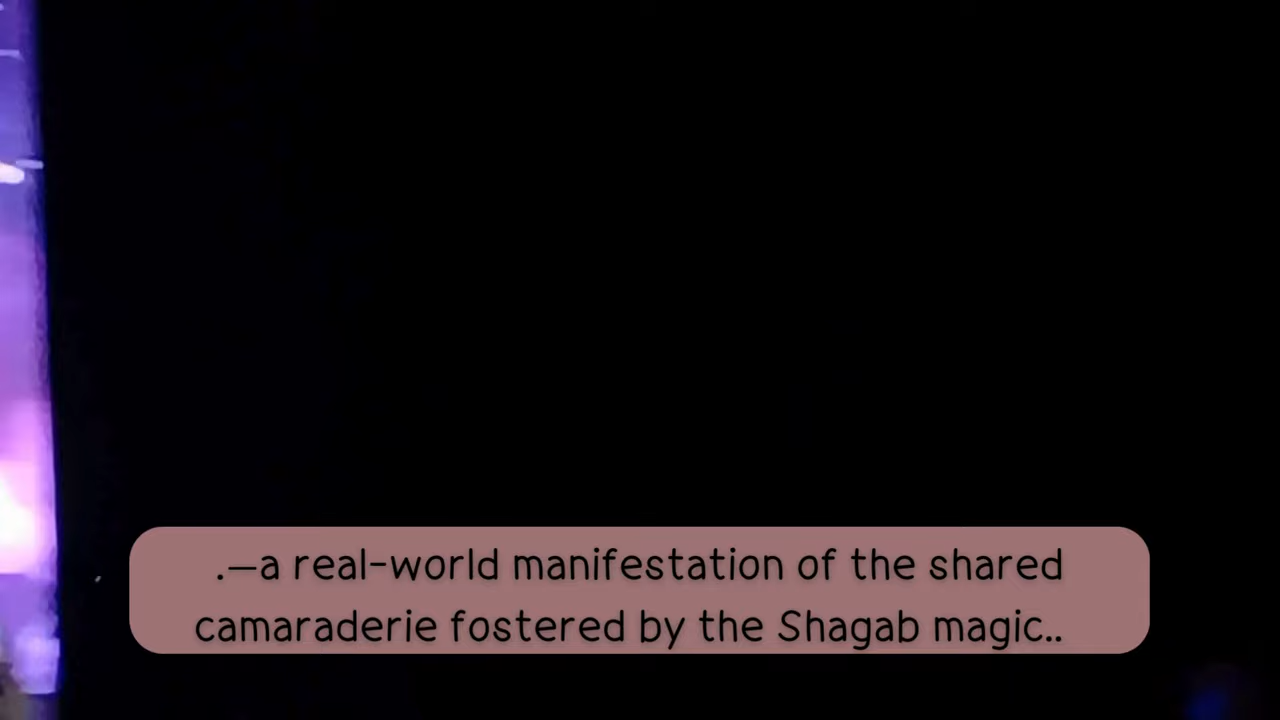 .—a real-world manifestation of the shared
camaraderie fostered by the Shagab magic..